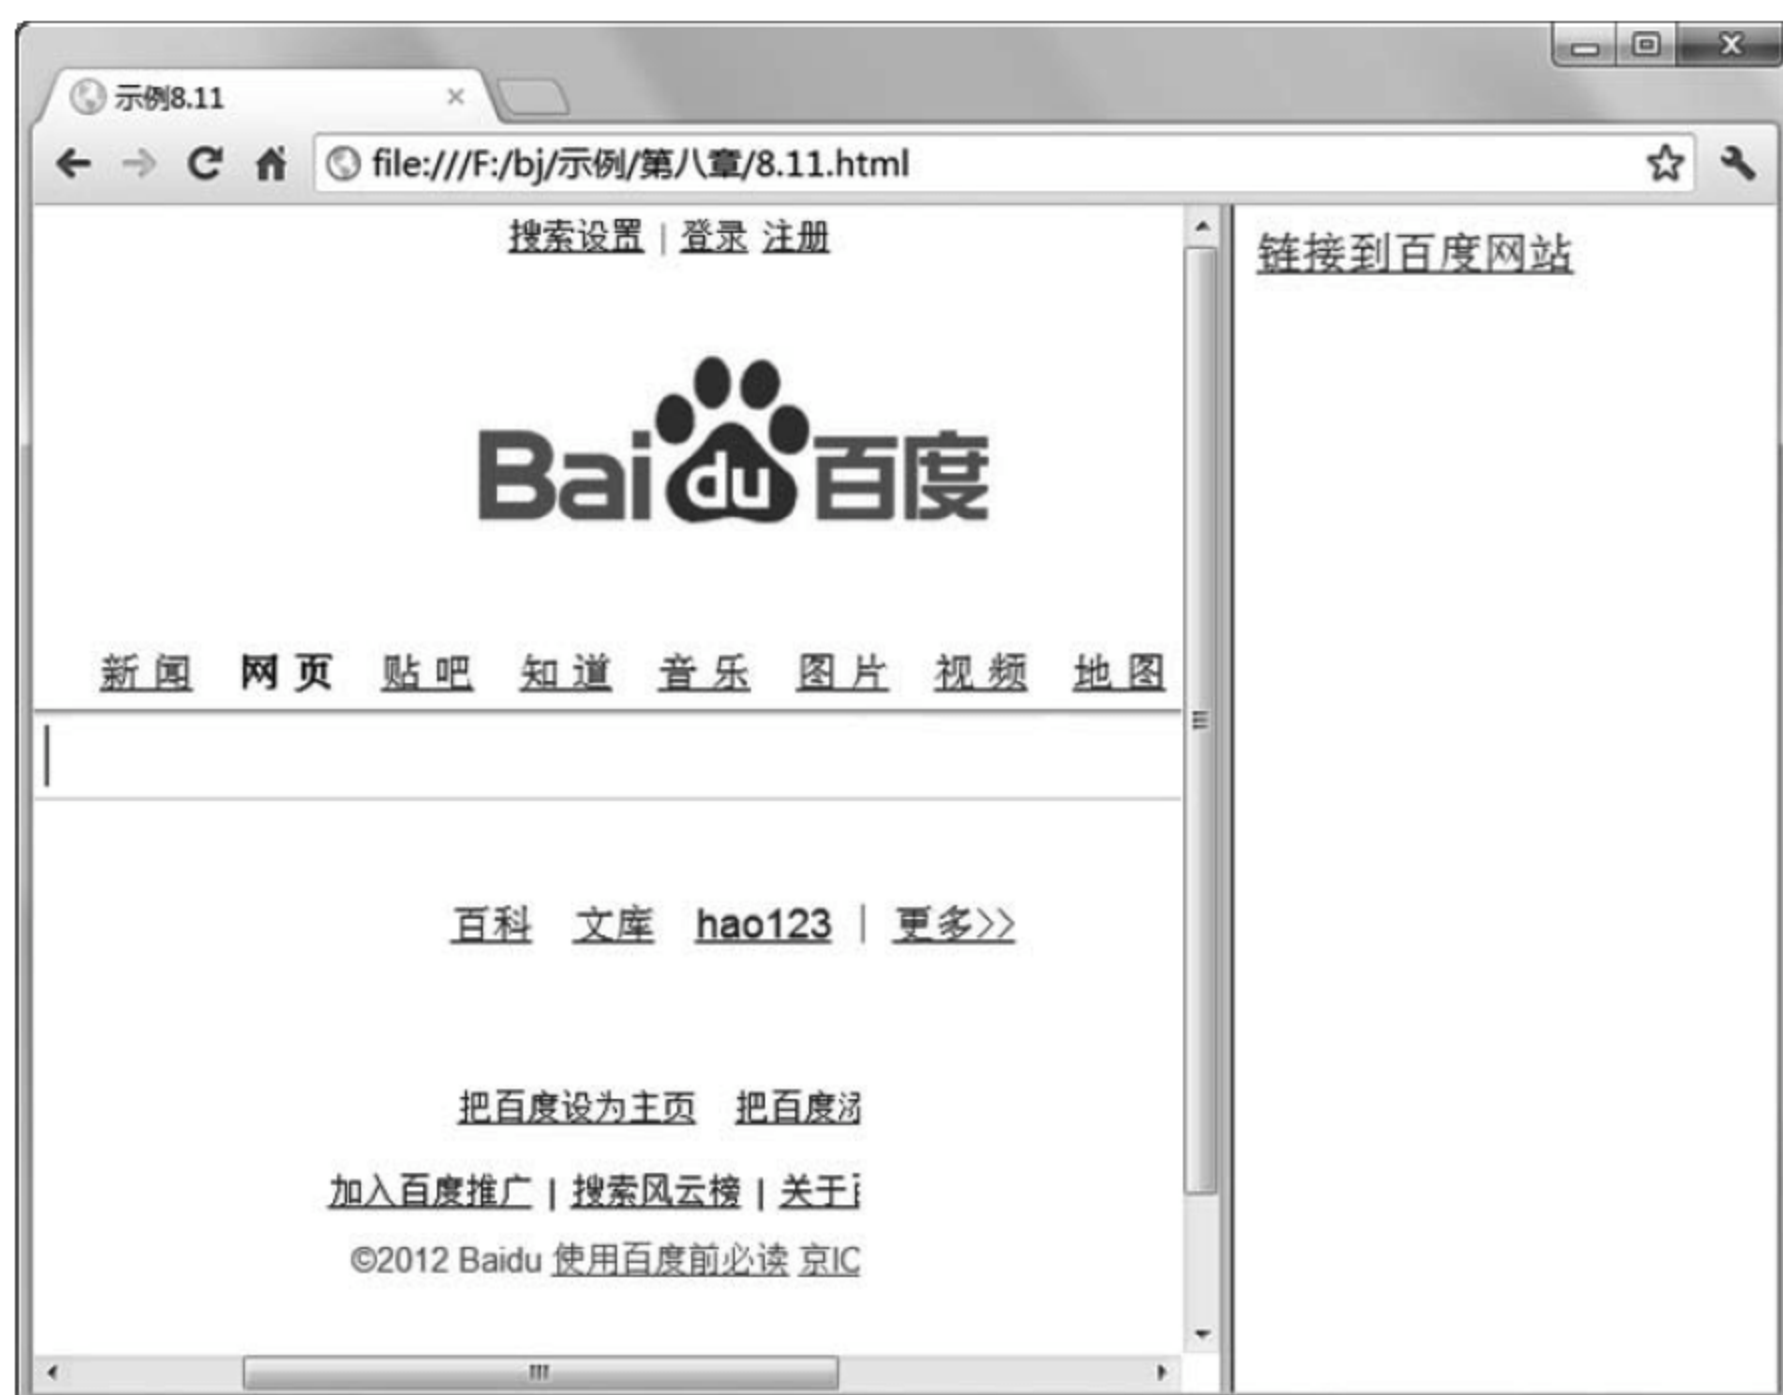 示例8.11
file:///F:/bj/示例/第八章/8.11.html
搜索设置 | 登录 注册
链接到百度网站
Bai du 百度
新 闻 网 页 贴 吧 知 道 音 乐 图 片 视 频 地 图
百科 文库 hao123 | 更多>>
把百度设为主页 把百度
加入百度推广 | 搜索风云榜 | 关于
©2012 Baidu 使用百度前必读 京IC